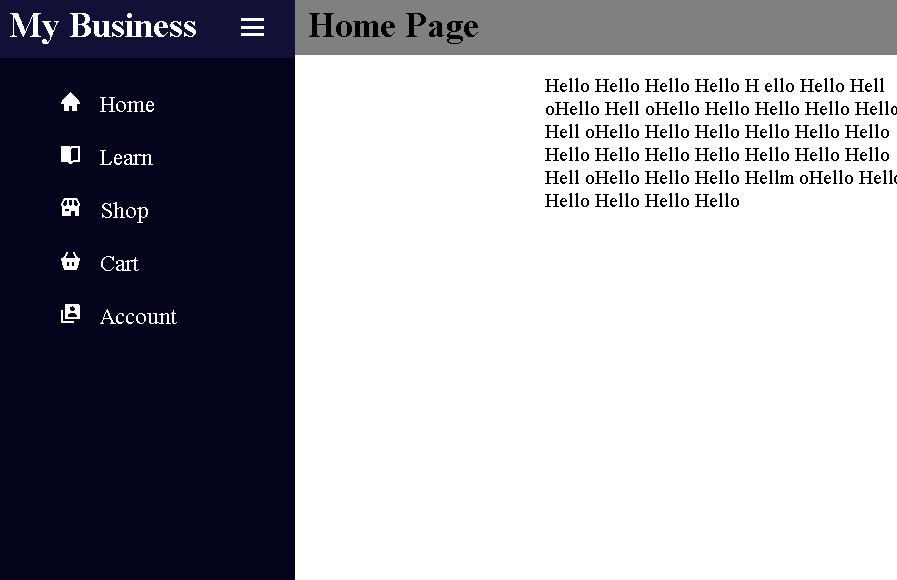 My Business
Home Page
Home
Learn
Shop
Cart
Account
Hello Hello Hello Hello H ello Hello Hell
oHello Hell oHello Hello Hello Hello Hello
Hell oHello Hello Hello Hello Hello Hello
Hello Hello Hello Hello Hello Hello Hello
Hell oHello Hello Hello Hellm oHello Hello
Hello Hello Hello Hello